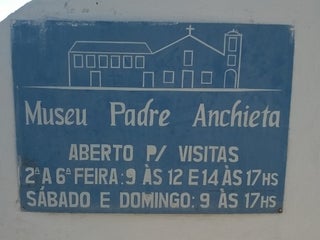 Museu Padre Anchieta
ABERTO P/ VISITAS
2ª A 6ª FEIRA: 9 ÀS 12 E 14 ÀS 17HS
SÁBADO E DOMINGO: 9 ÀS 17HS